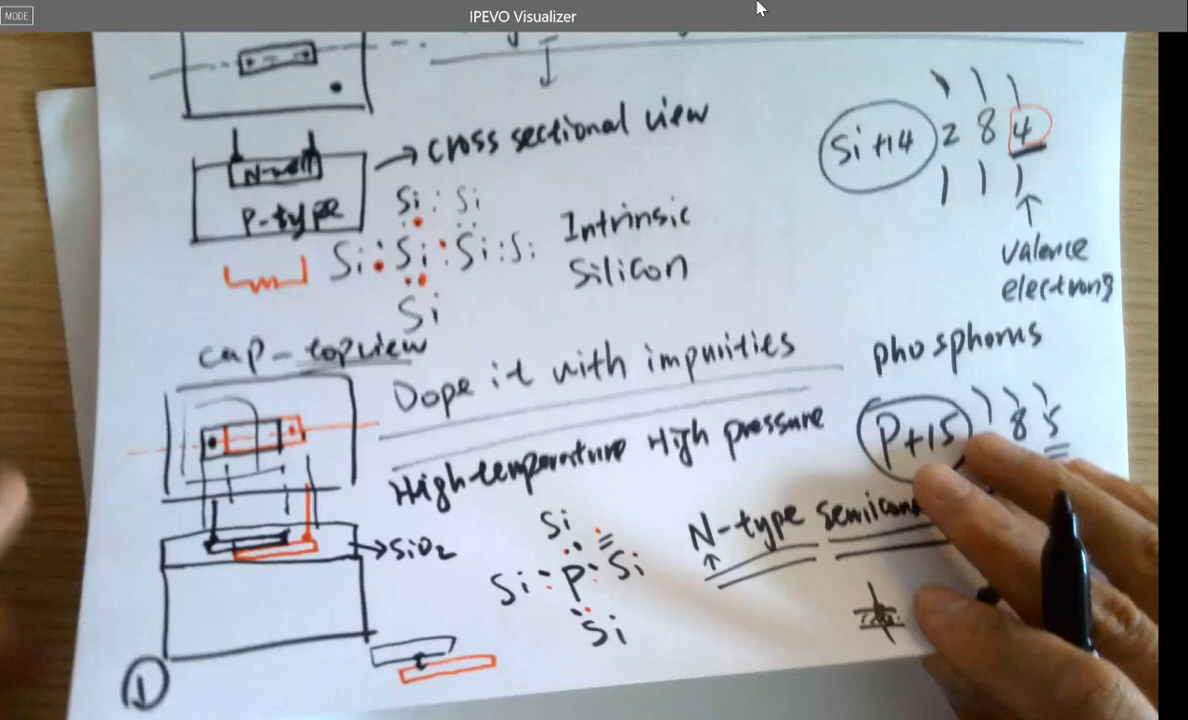 MODE
IPEVO Visualizer
Si +14 2 8 4
cross sectional view
N-well
P-type
Si : Si
Si : Si : Si : Si :
Si
Intrinsic
Silicon
valence
electrons
cap - topview
Dope it with impurities
phosphorus
High-temperature High pressure
P+15 8 5
N-type semicon
SiO2
Si
Si : P : Si
Si
1